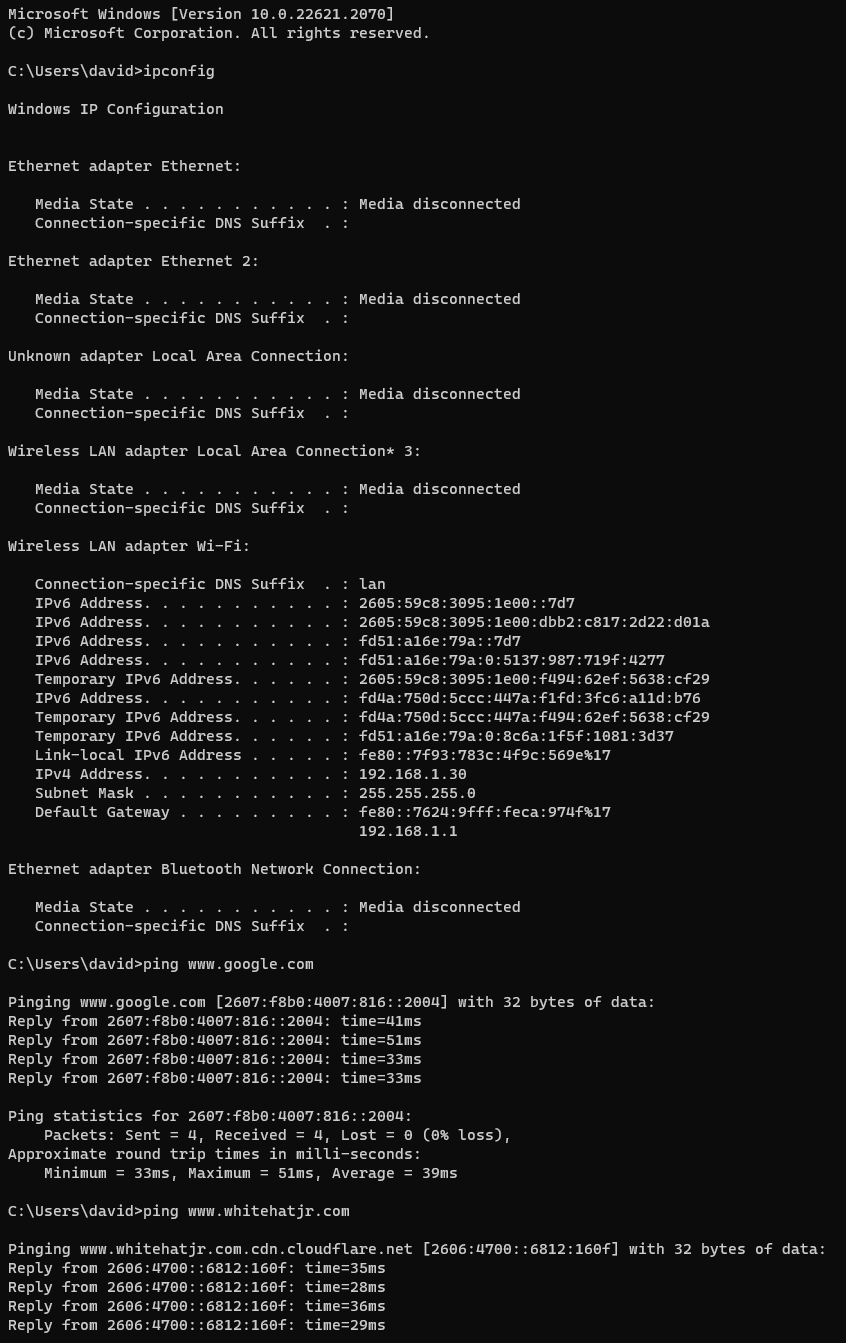 Microsoft Windows [Version 10.0.22621.2070]
(c) Microsoft Corporation. All rights reserved.
C:\Users\david>ipconfig
Windows IP Configuration
Ethernet adapter Ethernet:
   Media State . . . . . . . . . . . : Media disconnected
   Connection-specific DNS Suffix  . :
Ethernet adapter Ethernet 2:
   Media State . . . . . . . . . . . : Media disconnected
   Connection-specific DNS Suffix  . :
Unknown adapter Local Area Connection:
   Media State . . . . . . . . . . . : Media disconnected
   Connection-specific DNS Suffix  . :
Wireless LAN adapter Local Area Connection* 3:
   Media State . . . . . . . . . . . : Media disconnected
   Connection-specific DNS Suffix  . :
Wireless LAN adapter Wi-Fi:
   Connection-specific DNS Suffix  . : lan
   IPv6 Address. . . . . . . . . . . : 2605:59c8:3095:1e00::7d7
   IPv6 Address. . . . . . . . . . . : 2605:59c8:3095:1e00:dbb2:c817:2d22:d01a
   IPv6 Address. . . . . . . . . . . : fd51:a16e:79a::7d7
   IPv6 Address. . . . . . . . . . . : fd51:a16e:79a:0:5137:987:719f:4277
   Temporary IPv6 Address. . . . . . : 2605:59c8:3095:1e00:f494:62ef:5638:cf29
   IPv6 Address. . . . . . . . . . . : fd4a:750d:5ccc:447a:f1fd:3fc6:a11d:b76
   Temporary IPv6 Address. . . . . . : fd4a:750d:5ccc:447a:f494:62ef:5638:cf29
   Temporary IPv6 Address. . . . . . : fd51:a16e:79a:0:8c6a:1f5f:1081:3d37
   Link-local IPv6 Address . . . . . : fe80::7f93:783c:4f9c:569e%17
   IPv4 Address. . . . . . . . . . . : 192.168.1.30
   Subnet Mask . . . . . . . . . . . : 255.255.255.0
   Default Gateway . . . . . . . . . : fe80::7624:9fff:feca:974f%17
                                       192.168.1.1
Ethernet adapter Bluetooth Network Connection:
   Media State . . . . . . . . . . . : Media disconnected
   Connection-specific DNS Suffix  . :
C:\Users\david>ping www.google.com
Pinging www.google.com [2607:f8b0:4007:816::2004] with 32 bytes of data:
Reply from 2607:f8b0:4007:816::2004: time=41ms
Reply from 2607:f8b0:4007:816::2004: time=51ms
Reply from 2607:f8b0:4007:816::2004: time=33ms
Reply from 2607:f8b0:4007:816::2004: time=33ms
Ping statistics for 2607:f8b0:4007:816::2004:
    Packets: Sent = 4, Received = 4, Lost = 0 (0% loss),
Approximate round trip times in milli-seconds:
    Minimum = 33ms, Maximum = 51ms, Average = 39ms
C:\Users\david>ping www.whitehatjr.com
Pinging www.whitehatjr.com.cdn.cloudflare.net [2606:4700::6812:160f] with 32 bytes of data:
Reply from 2606:4700::6812:160f: time=35ms
Reply from 2606:4700::6812:160f: time=28ms
Reply from 2606:4700::6812:160f: time=36ms
Reply from 2606:4700::6812:160f: time=29ms